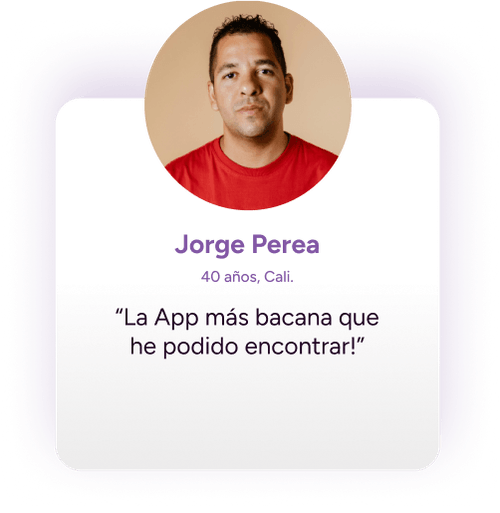 Jorge Perea
40 años, Cali.
“La App más bacana que
he podido encontrar!”